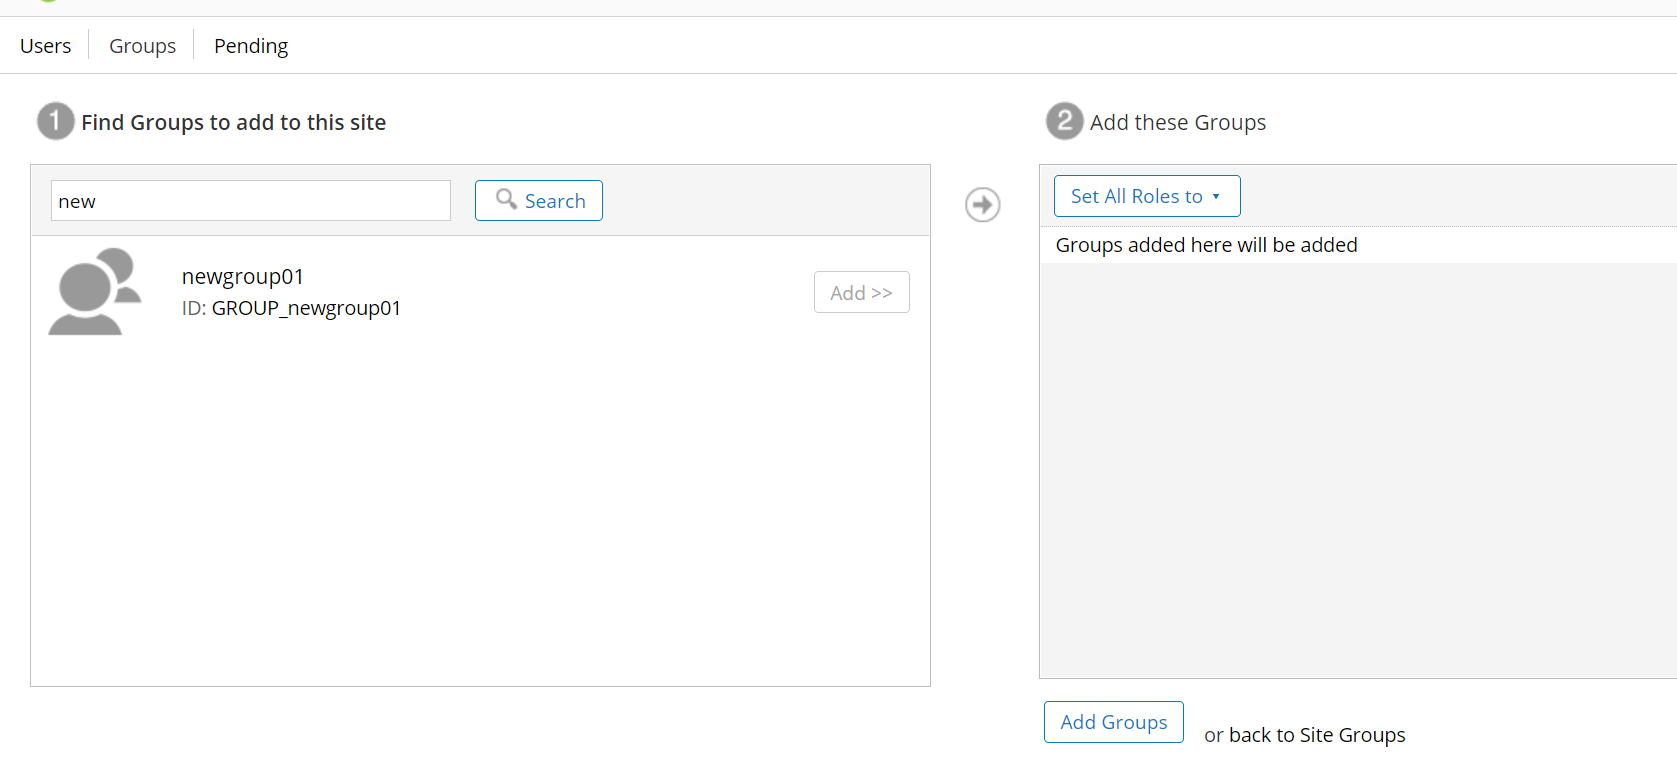 Users
Groups
Pending
1 Find Groups to add to this site
new
Search
newgroup01
ID: GROUP_newgroup01
Add >>
2 Add these Groups
Set All Roles to
Groups added here will be added
Add Groups
or back to Site Groups